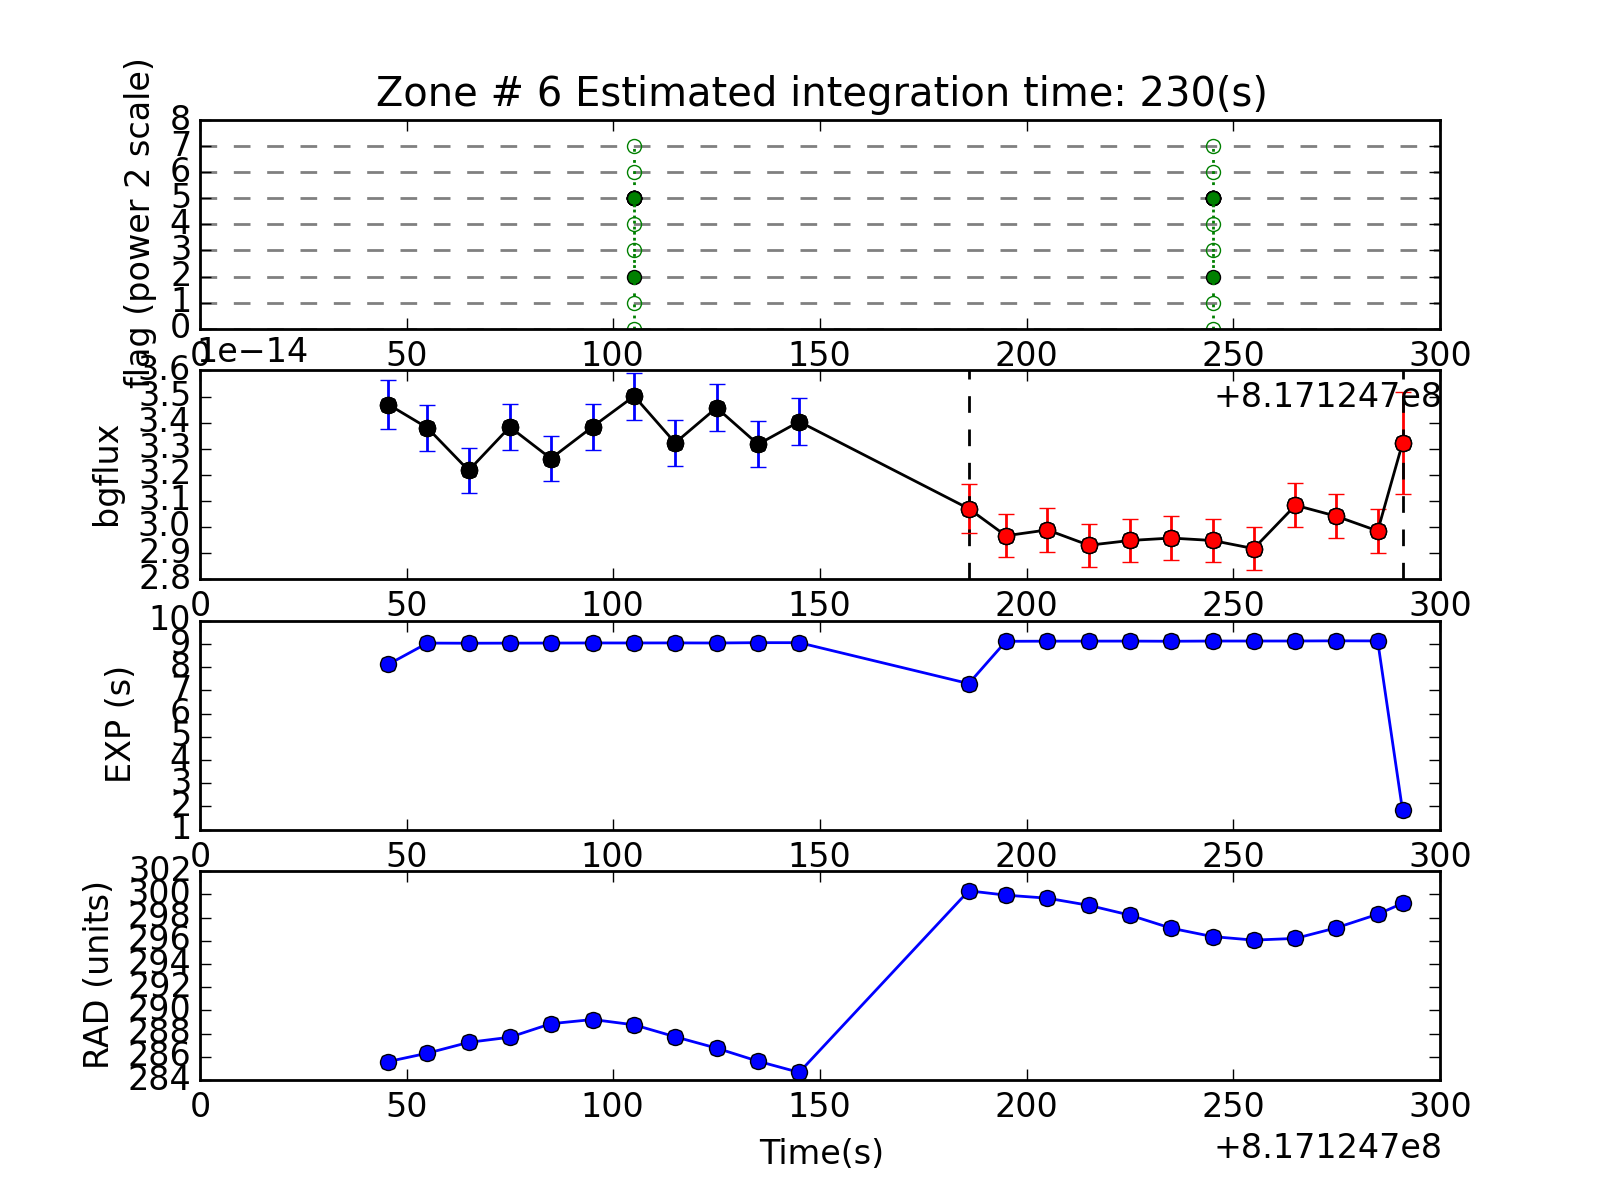 Zone # 6 Estimated integration time: 230(s)
flag (power 2 scale)
8
7
6
5
4
3
2
1
0
0 50 100 150 200 250 300
1e−14
+8.171247e8
bgflux
3.6
3.5
3.4
3.3
3.2
3.1
3.0
2.9
2.8
0 50 100 150 200 250 300
EXP (s)
10
9
8
7
6
5
4
3
2
1
0 50 100 150 200 250 300
RAD (units)
302
300
298
296
294
292
290
288
286
284
0 50 100 150 200 250 300
Time(s)
+8.171247e8